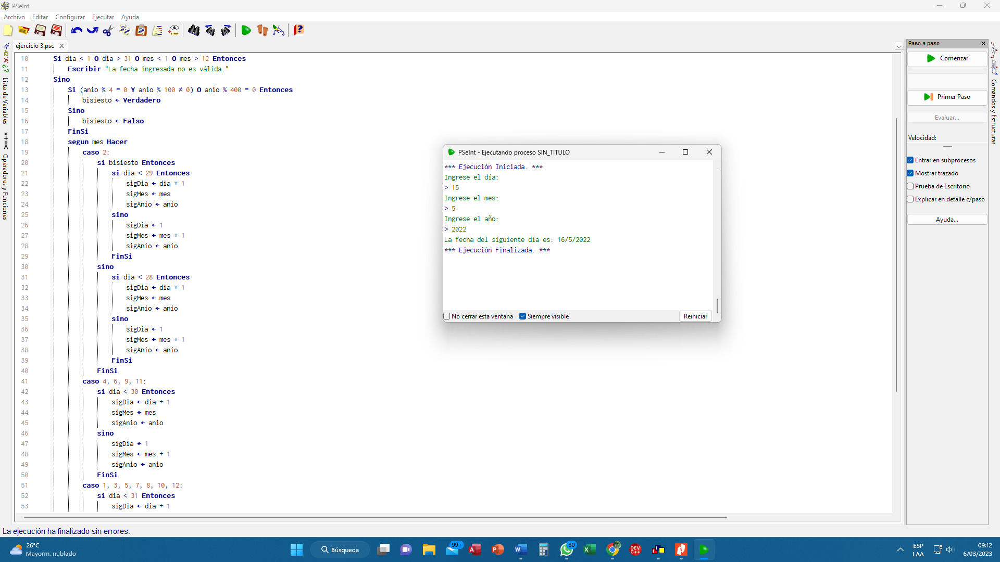 PSeInt
Archivo Editar Configurar Ejecutar Ayuda
ejercicio 3.psc
10 Si dia < 1 O dia > 31 O mes < 1 O mes > 12 Entonces
11 Escribir "La fecha ingresada no es válida."
12 Sino
13 Si (anio % 4 = 0 Y anio % 100 ≠ 0) O anio % 400 = 0 Entonces
14 bisiesto ← Verdadero
15 Sino
16 bisiesto ← Falso
17 FinSi
18 segun mes Hacer
19 caso 2:
20 si bisiesto Entonces
21 si dia < 29 Entonces
22 sigDia ← dia + 1
23 sigMes ← mes
24 sigAnio ← anio
25 sino
26 sigDia ← 1
27 sigMes ← mes + 1
28 sigAnio ← anio
29 FinSi
30 sino
31 si dia < 28 Entonces
32 sigDia ← dia + 1
33 sigMes ← mes
34 sigAnio ← anio
35 sino
36 sigDia ← 1
37 sigMes ← mes + 1
38 sigAnio ← anio
39 FinSi
40 FinSi
41 caso 4, 6, 9, 11:
42 si dia < 30 Entonces
43 sigDia ← dia + 1
44 sigMes ← mes
45 sigAnio ← anio
46 sino
47 sigDia ← 1
48 sigMes ← mes + 1
49 sigAnio ← anio
50 FinSi
51 caso 1, 3, 5, 7, 8, 10, 12:
52 si dia < 31 Entonces
53 sigDia ← dia + 1
Lista de Variables
*+=< Operadores y Funciones
PSeInt - Ejecutando proceso SIN_TITULO
*** Ejecución Iniciada. ***
Ingrese el día:
> 15
Ingrese el mes:
> 5
Ingrese el año:
> 2022
La fecha del siguiente día es: 16/5/2022
*** Ejecución Finalizada. ***
No cerrar esta ventana Siempre visible Reiniciar
Paso a paso
Comenzar
Primer Paso
Evaluar...
Velocidad:
Entrar en subprocesos
Mostrar trazado
Prueba de Escritorio
Explicar en detalle c/paso
Ayuda...
Comandos y Estructuras
La ejecución ha finalizado sin errores.
26°C
Mayorm. nublado
Búsqueda
99+
30
DEV C++
ESP
LAA
09:12
6/03/2023